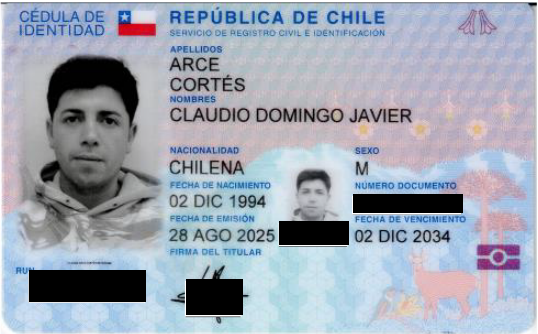 CÉDULA DE
IDENTIDAD
REPÚBLICA DE CHILE
SERVICIO DE REGISTRO CIVIL E IDENTIFICACIÓN
APELLIDOS
ARCE
CORTÉS
NOMBRES
CLAUDIO DOMINGO JAVIER
NACIONALIDAD SEXO
CHILENA M
FECHA DE NACIMIENTO NÚMERO DOCUMENTO
02 DIC 1994
FECHA DE EMISIÓN FECHA DE VENCIMIENTO
28 AGO 2025 02 DIC 2034
FIRMA DEL TITULAR
RUN